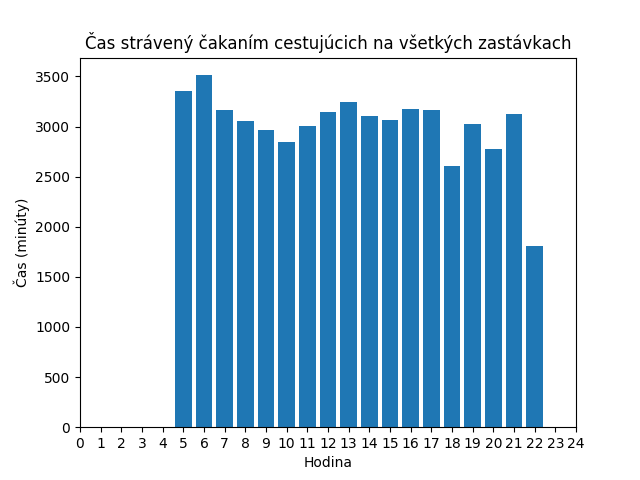 Čas strávený čakaním cestujúcich na všetkých zastávkach
Čas (minúty)
3500
3000
2500
2000
1500
1000
500
0
0 1 2 3 4 5 6 7 8 9 10 11 12 13 14 15 16 17 18 19 20 21 22 23 24
Hodina